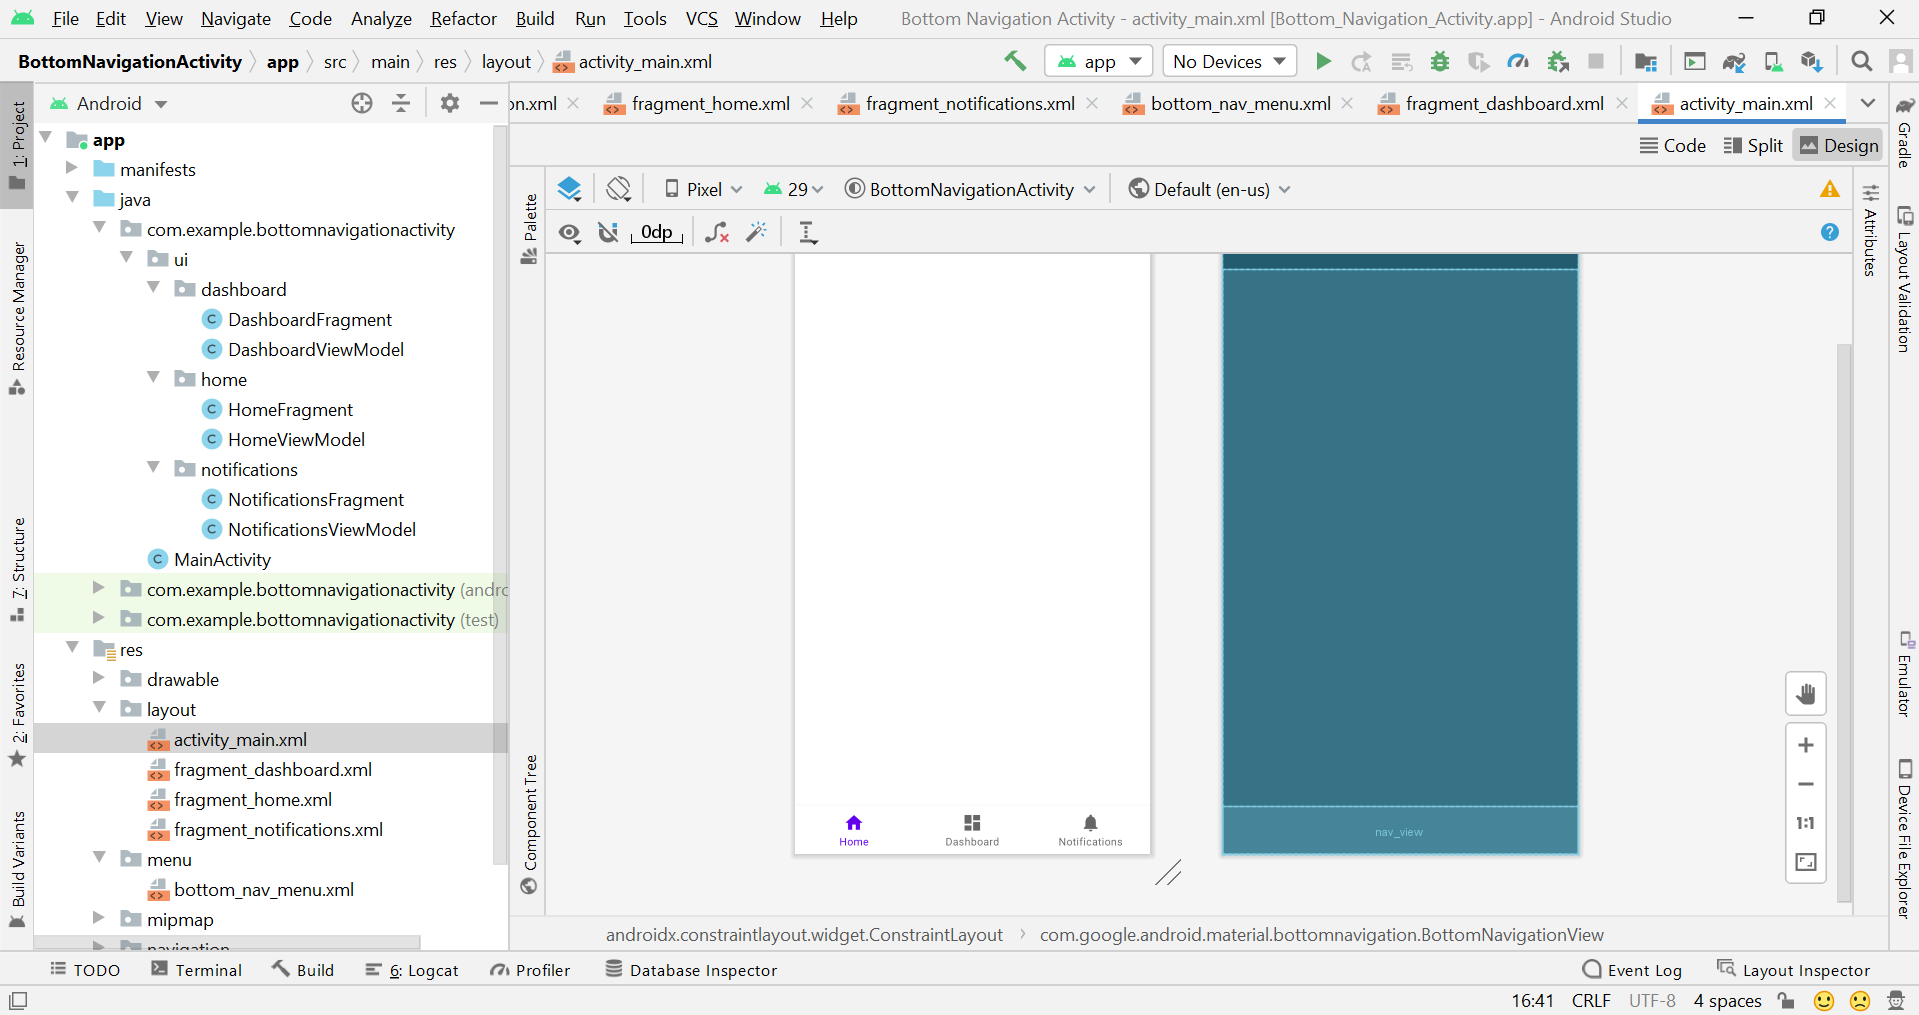 File Edit View Navigate Code Analyze Refactor Build Run Tools VCS Window Help Bottom Navigation Activity - activity_main.xml [Bottom_Navigation_Activity.app] - Android Studio
BottomNavigationActivity app src main res layout activity_main.xml app No Devices
Android
on.xml fragment_home.xml fragment_notifications.xml bottom_nav_menu.xml fragment_dashboard.xml activity_main.xml
Code Split Design
Pixel 29 BottomNavigationActivity Default (en-us)
0dp
1: Project
Resource Manager
7: Structure
2: Favorites
Build Variants
app
manifests
java
com.example.bottomnavigationactivity
ui
dashboard
DashboardFragment
DashboardViewModel
home
HomeFragment
HomeViewModel
notifications
NotificationsFragment
NotificationsViewModel
MainActivity
com.example.bottomnavigationactivity (andro
com.example.bottomnavigationactivity (test)
res
drawable
layout
activity_main.xml
fragment_dashboard.xml
fragment_home.xml
fragment_notifications.xml
menu
bottom_nav_menu.xml
mipmap
navigation
Palette
Component Tree
Home Dashboard Notifications
nav_view
1:1
Attributes
Gradle
Layout Validation
Emulator
Device File Explorer
androidx.constraintlayout.widget.ConstraintLayout com.google.android.material.bottomnavigation.BottomNavigationView
TODO Terminal Build 6: Logcat Profiler Database Inspector Event Log Layout Inspector
16:41 CRLF UTF-8 4 spaces